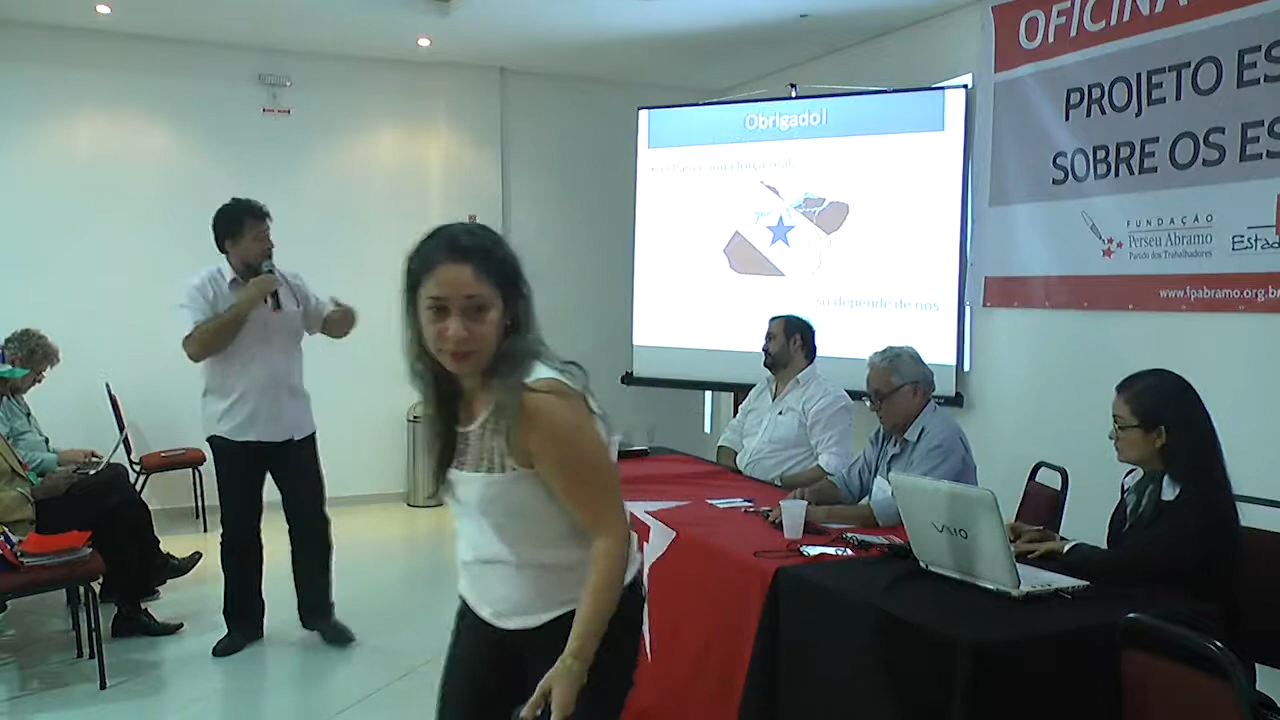 OFICINA
PROJETO ES
SOBRE OS ES
FUNDAÇÃO
Perseu Abramo
Partido dos Trabalhadores
Estad
www.fpabramo.org.br
Obrigado!
só depende de nós
VAIO